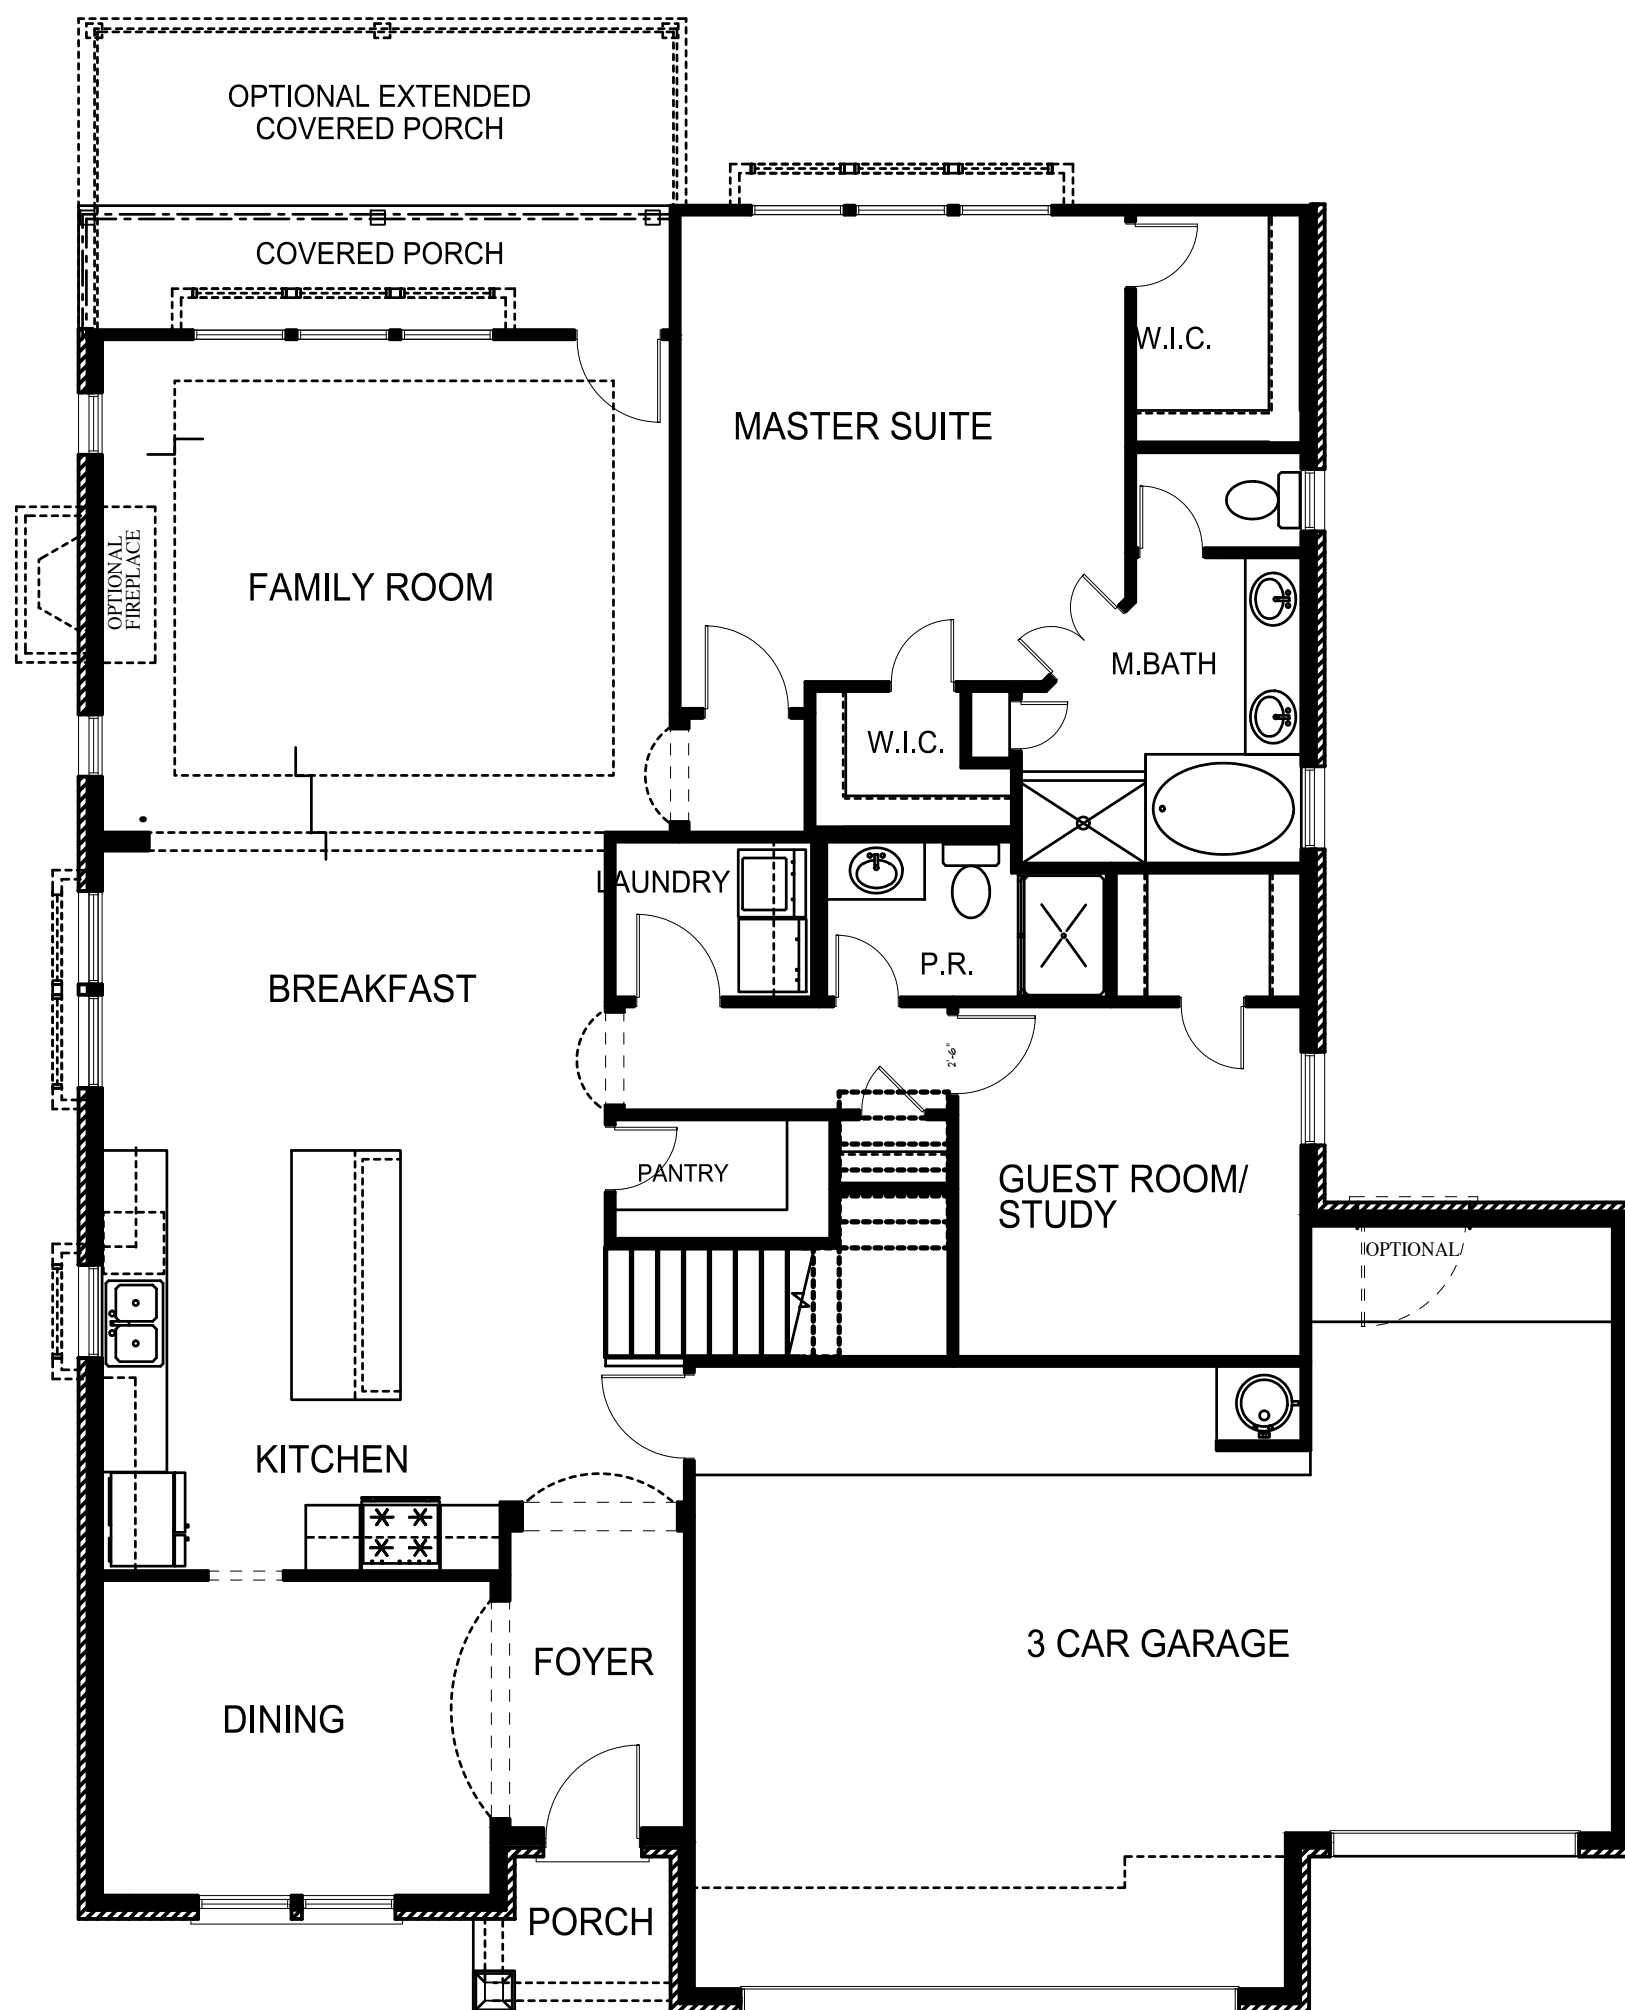 OPTIONAL EXTENDED
COVERED PORCH
COVERED PORCH
W.I.C.
MASTER SUITE
OPTIONAL
FIREPLACE
FAMILY ROOM
M.BATH
W.I.C.
LAUNDRY
P.R.
BREAKFAST
2'-6"
PANTRY
GUEST ROOM/
STUDY
OPTIONAL
KITCHEN
3 CAR GARAGE
FOYER
DINING
PORCH